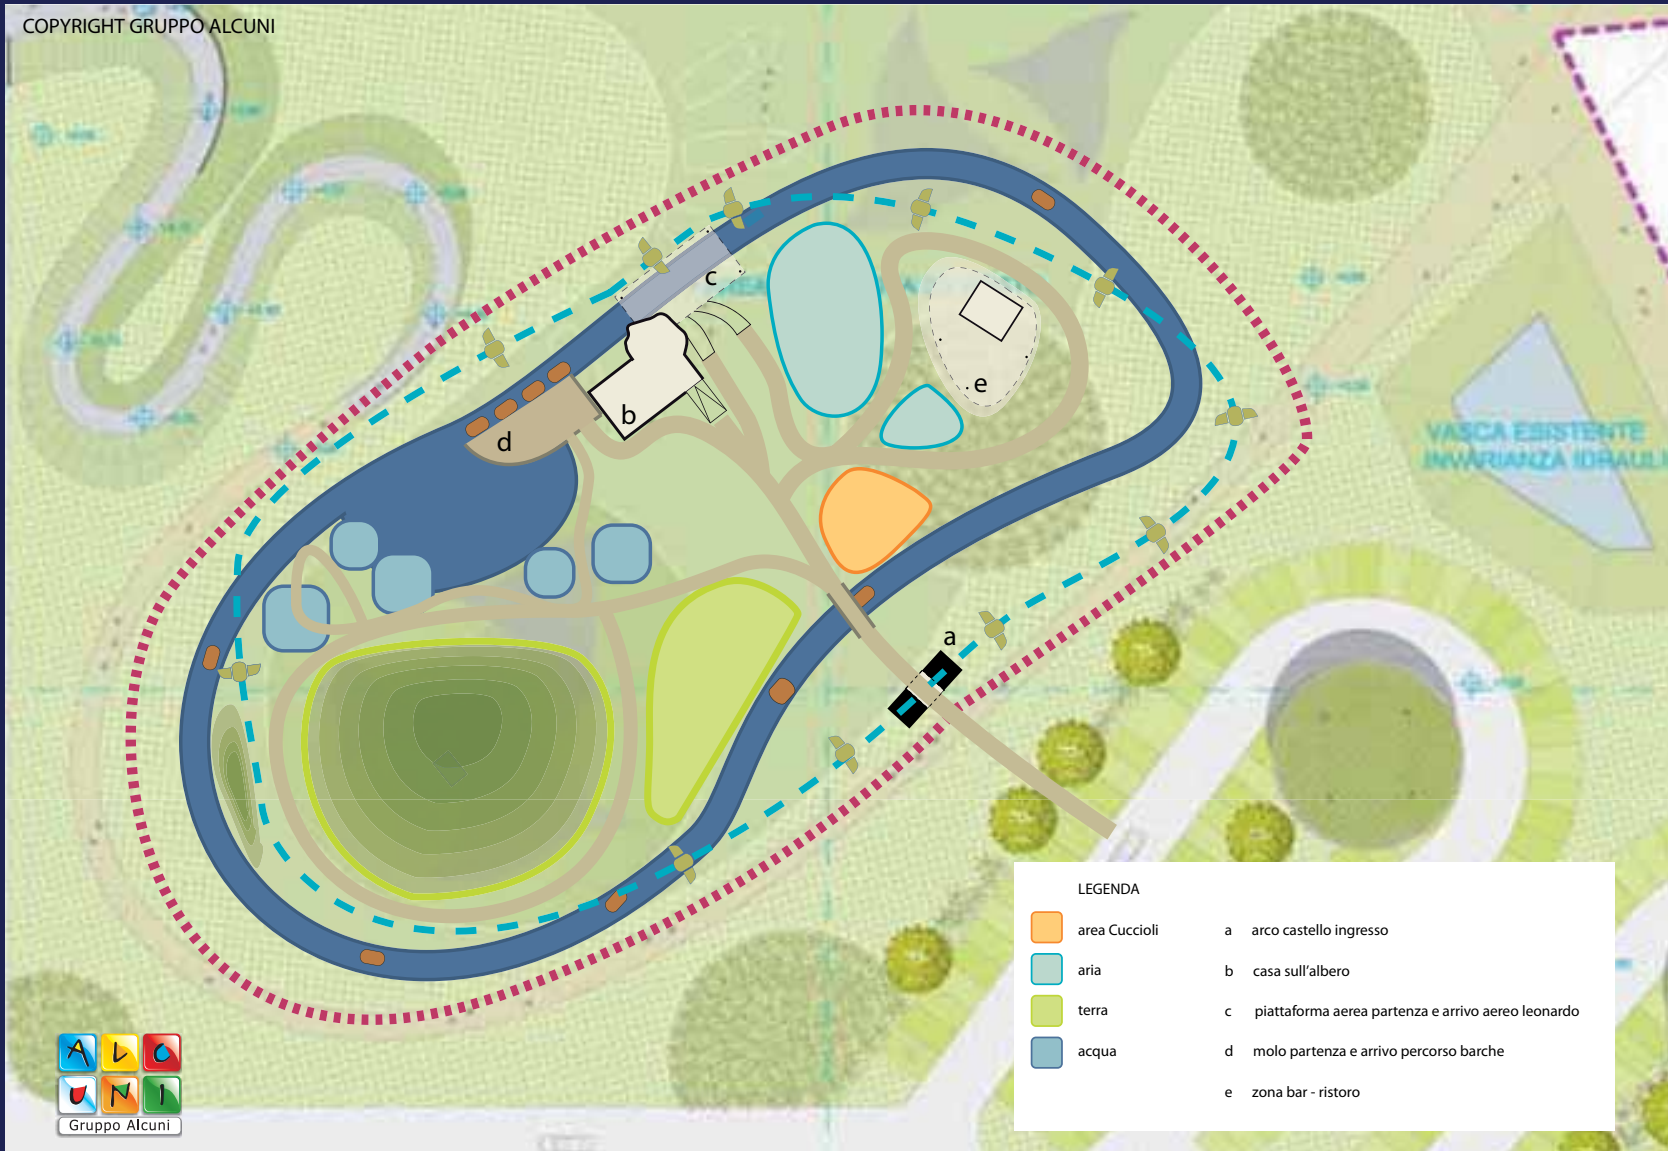 COPYRIGHT GRUPPO ALCUNI
c
b
d
e
a
VASCA ESISTENTE
INVARIANZA IDRAULI
LEGENDA
area Cuccioli
aria
terra
acqua
a arco castello ingresso
b casa sull'albero
c piattaforma aerea partenza e arrivo aereo leonardo
d molo partenza e arrivo percorso barche
e zona bar - ristoro
A L C
U N I
Gruppo Alcuni